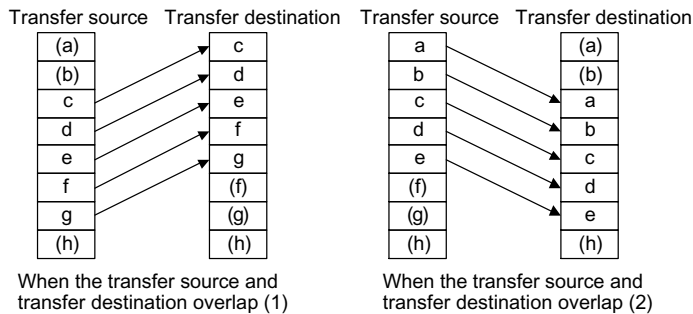 Transfer source Transfer destination Transfer source Transfer destination
(a) c a (a)
(b) d b (b)
c e c a
d f d b
e g e c
f (f) (f) d
g (g) (g) e
(h) (h) (h) (h)
When the transfer source and
transfer destination overlap (1)
When the transfer source and
transfer destination overlap (2)